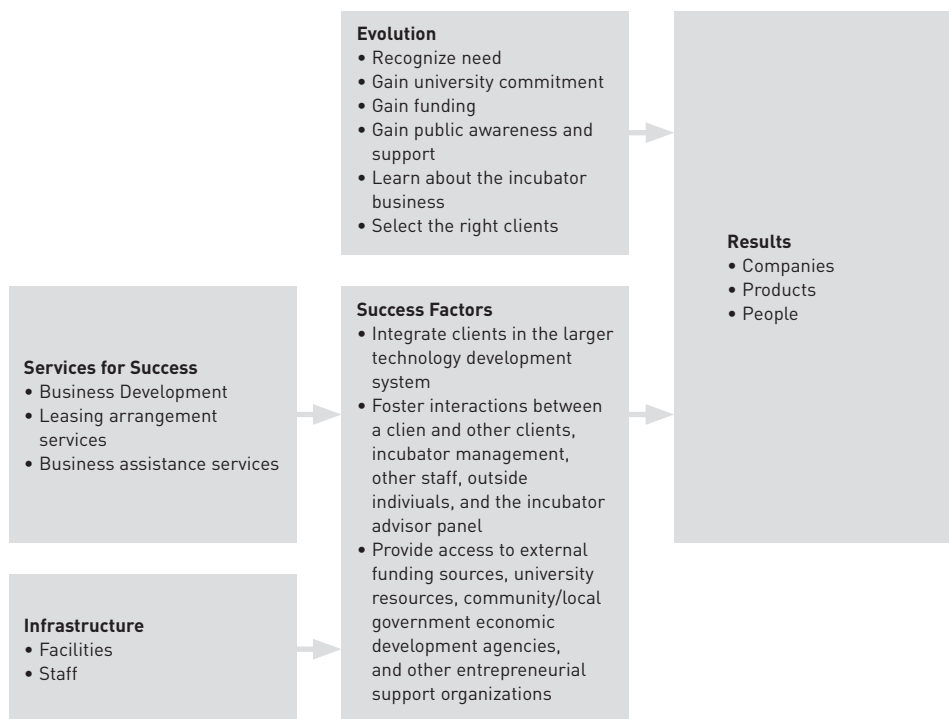 Evolution
• Recognize need
• Gain university commitment
• Gain funding
• Gain public awareness and
support
• Learn about the incubator
business
• Select the right clients
Results
• Companies
• Products
• People
Services for Success
• Business Development
• Leasing arrangement
services
• Business assistance services
Success Factors
• Integrate clients in the larger
technology development
system
• Foster interactions between
a clien and other clients,
incubator management,
other staff, outside
indiviuals, and the incubator
advisor panel
• Provide access to external
funding sources, university
resources, community/local
government economic
development agencies,
and other entrepreneurial
support organizations
Infrastructure
• Facilities
• Staff